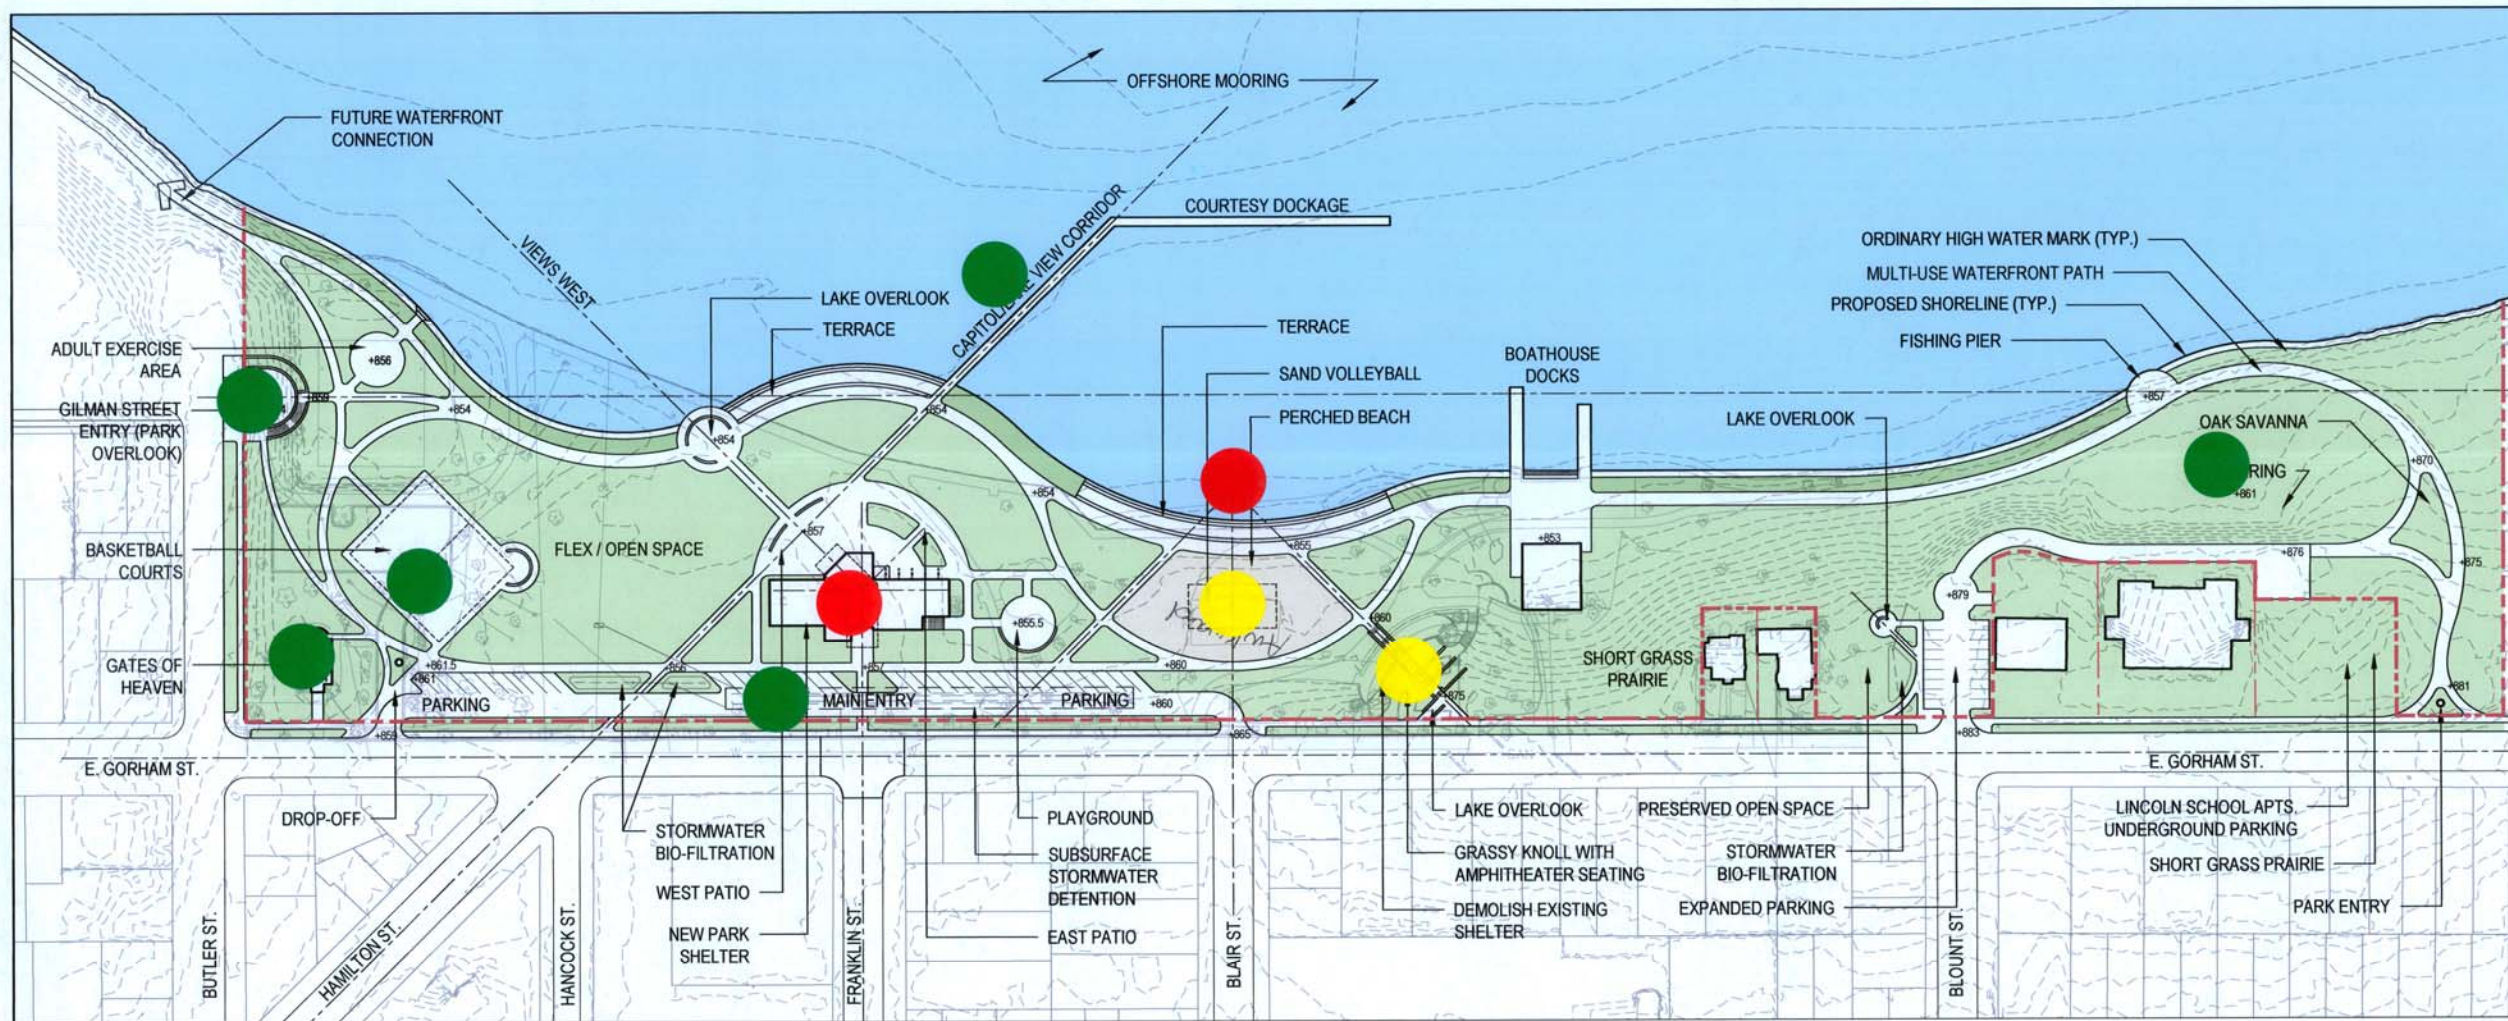 OFFSHORE MOORING
FUTURE WATERFRONT
CONNECTION
VIEWS WEST
CAPITOL/LAKE VIEW CORRIDOR
COURTESY DOCKAGE
ORDINARY HIGH WATER MARK (TYP.)
MULTI-USE WATERFRONT PATH
PROPOSED SHORELINE (TYP.)
FISHING PIER
LAKE OVERLOOK
TERRACE
TERRACE
SAND VOLLEYBALL
PERCHED BEACH
BOATHOUSE
DOCKS
LAKE OVERLOOK
OAK SAVANNA
ADULT EXERCISE
AREA
GILMAN STREET
ENTRY (PARK
OVERLOOK)
BASKETBALL
COURTS
GATES OF
HEAVEN
+856
+859
+854
+854
+854
+854
+857
+857
+870
+861
+855
+853
+876
+875
+879
+855.5
+860
+861.5
+861
+856
+857
+860
+875
+881
+860
+859
+865
+883
FLEX / OPEN SPACE
SHORT GRASS
PRAIRIE
PARKING
MAIN ENTRY
PARKING
E. GORHAM ST.
E. GORHAM ST.
DROP-OFF
STORMWATER
BIO-FILTRATION
WEST PATIO
NEW PARK
SHELTER
PLAYGROUND
SUBSURFACE
STORMWATER
DETENTION
EAST PATIO
LAKE OVERLOOK
GRASSY KNOLL WITH
AMPHITHEATER SEATING
DEMOLISH EXISTING
SHELTER
PRESERVED OPEN SPACE
STORMWATER
BIO-FILTRATION
EXPANDED PARKING
LINCOLN SCHOOL APTS.
UNDERGROUND PARKING
SHORT GRASS PRAIRIE
PARK ENTRY
BUTLER ST.
HAMILTON ST.
HANCOCK ST.
FRANKLIN ST.
BLAIR ST.
BLOUNT ST.